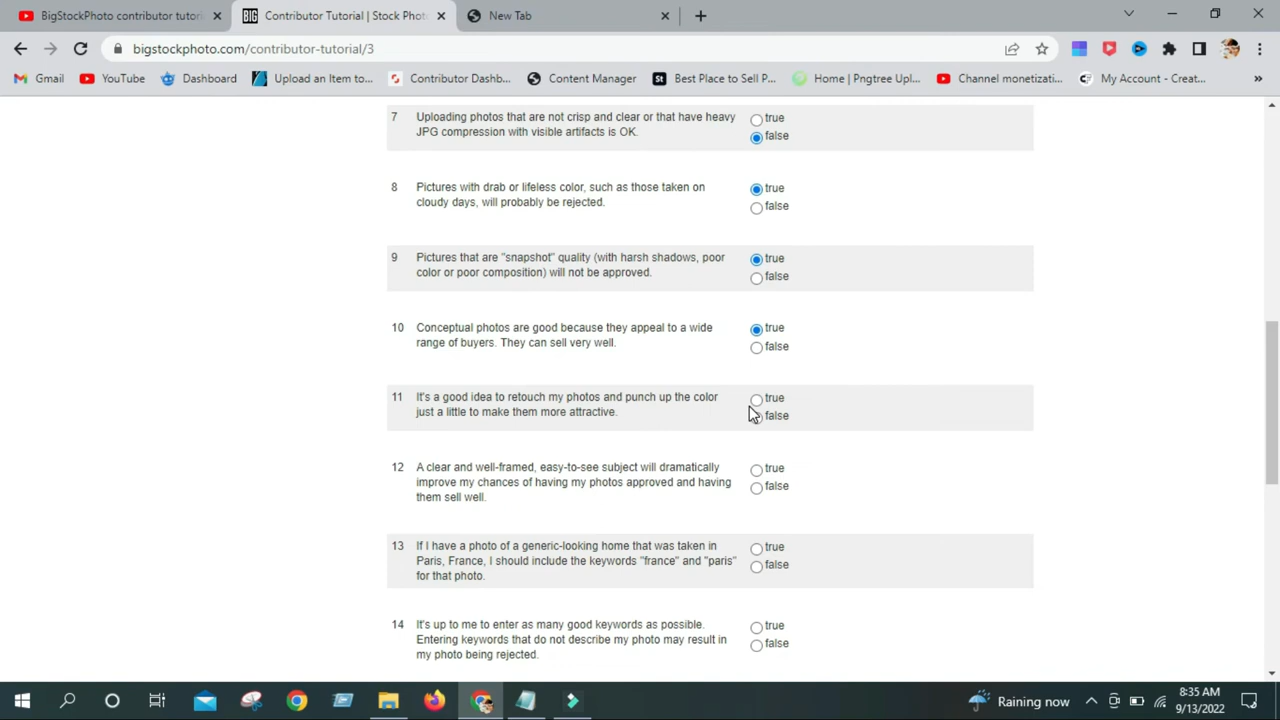 BigStockPhoto contributor tutori
Contributor Tutorial | Stock Photo
New Tab
bigstockphoto.com/contributor-tutorial/3
Gmail
YouTube
Dashboard
Upload an Item to...
Contributor Dashb...
Content Manager
Best Place to Sell P...
Home | Pngtree Upl...
Channel monetizati...
My Account - Creat...
»
7 Uploading photos that are not crisp and clear or that have heavy
JPG compression with visible artifacts is OK.
true
false
8 Pictures with drab or lifeless color, such as those taken on
cloudy days, will probably be rejected.
true
false
9 Pictures that are "snapshot" quality (with harsh shadows, poor
color or poor composition) will not be approved.
true
false
10 Conceptual photos are good because they appeal to a wide
range of buyers. They can sell very well.
true
false
11 It's a good idea to retouch my photos and punch up the color
just a little to make them more attractive.
true
false
12 A clear and well-framed, easy-to-see subject will dramatically
improve my chances of having my photos approved and having
them sell well.
true
false
13 If I have a photo of a generic-looking home that was taken in
Paris, France, I should include the keywords "france" and "paris"
for that photo.
true
false
14 It's up to me to enter as many good keywords as possible.
Entering keywords that do not describe my photo may result in
my photo being rejected.
true
false
Raining now
8:35 AM
9/13/2022